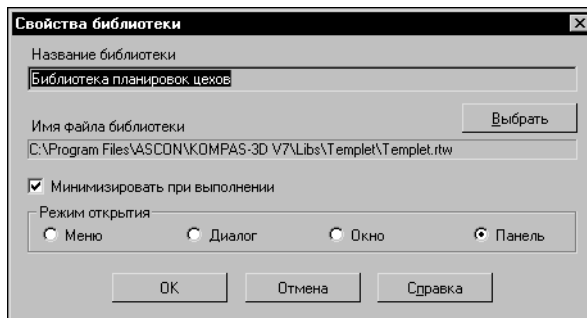 Свойства библиотеки
Название библиотеки
Библиотека планировок цехов
Выбрать
Имя файла библиотеки
C:\Program Files\ASCON\KOMPAS-3D V7\Libs\Templet\Templet.rtw
Минимизировать при выполнении
Режим открытия
Меню Диалог Окно Панель
OK Отмена Справка